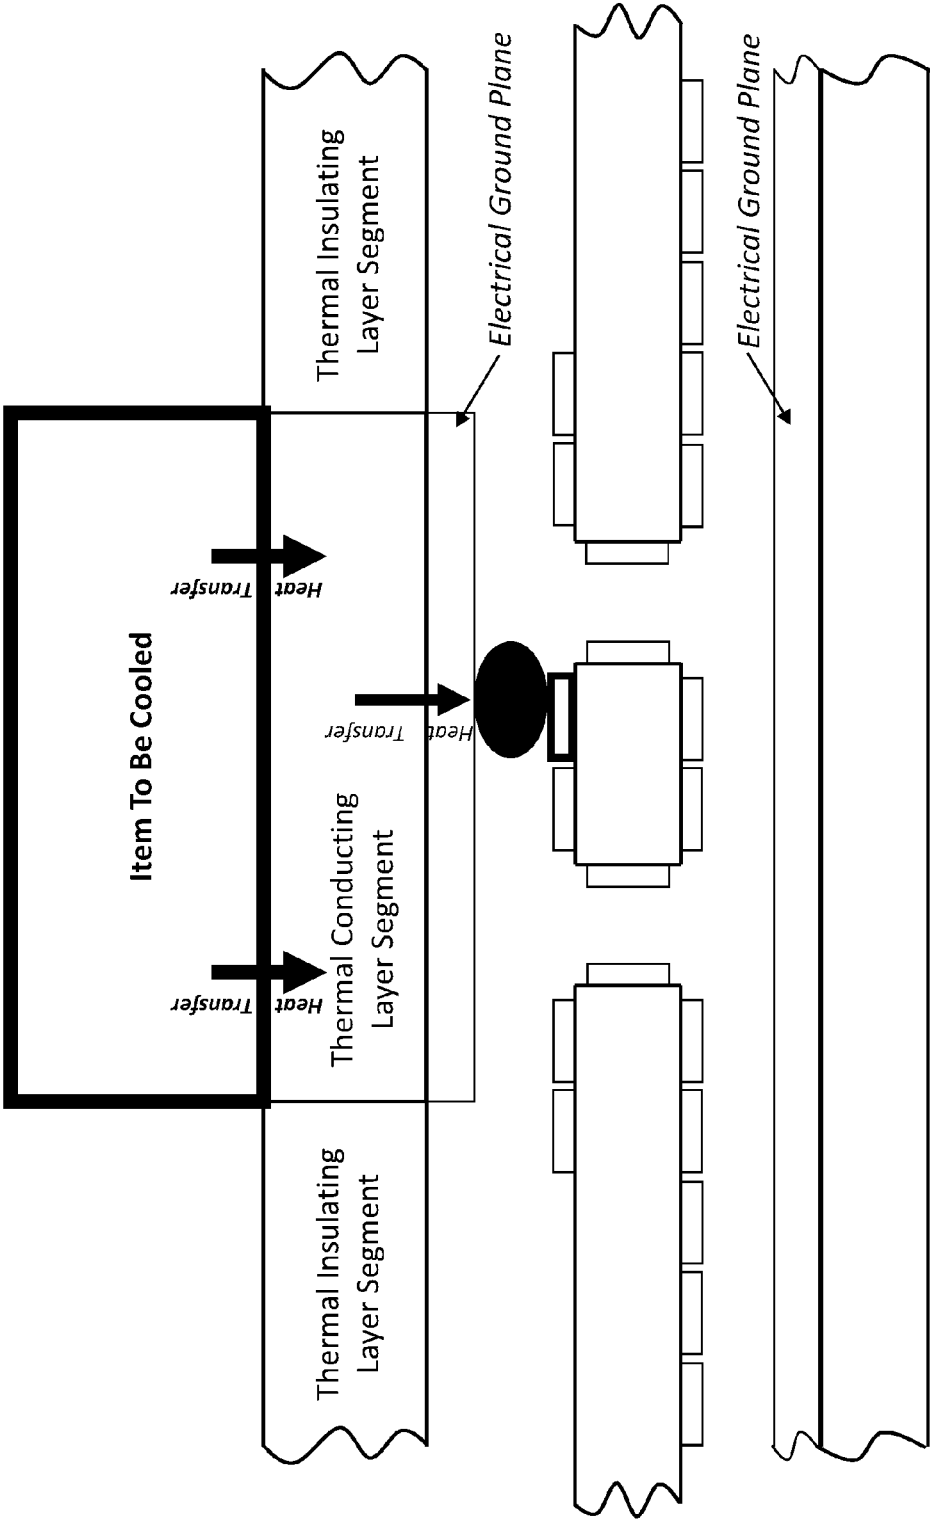 Item To Be Cooled
Heat
Transfer
Heat
Transfer
Thermal Insulating
Layer Segment
Thermal Conducting
Layer Segment
Heat
Transfer
Thermal Insulating
Layer Segment
Electrical Ground Plane
Electrical Ground Plane